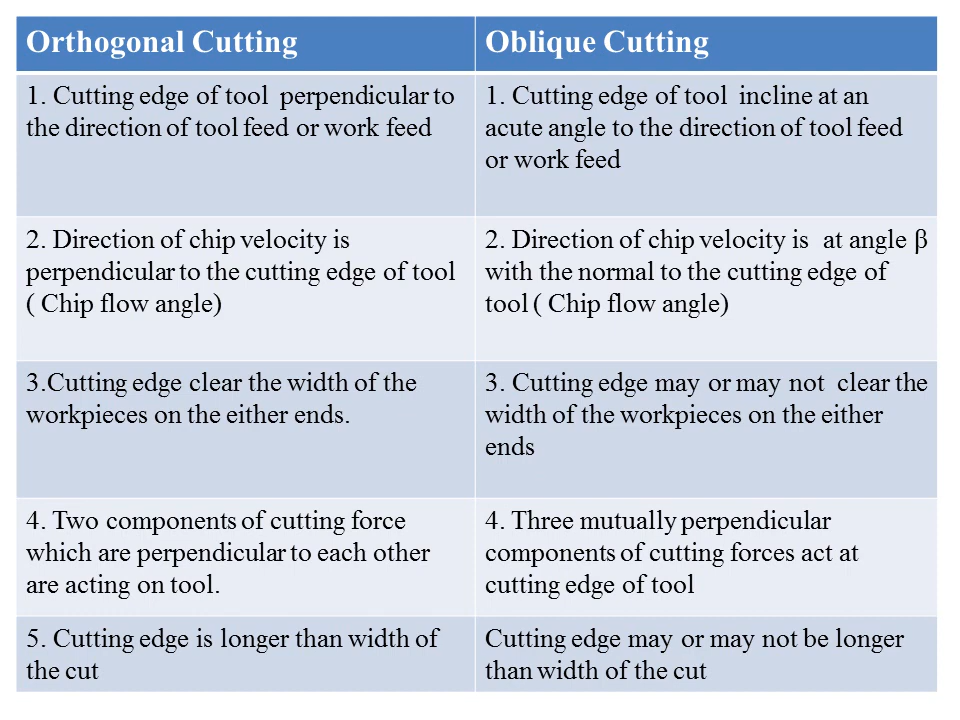 Orthogonal Cutting
Oblique Cutting
1. Cutting edge of tool perpendicular to
the direction of tool feed or work feed
1. Cutting edge of tool incline at an
acute angle to the direction of tool feed
or work feed
2. Direction of chip velocity is
perpendicular to the cutting edge of tool
( Chip flow angle)
2. Direction of chip velocity is at angle β
with the normal to the cutting edge of
tool ( Chip flow angle)
3.Cutting edge clear the width of the
workpieces on the either ends.
3. Cutting edge may or may not clear the
width of the workpieces on the either
ends
4. Two components of cutting force
which are perpendicular to each other
are acting on tool.
4. Three mutually perpendicular
components of cutting forces act at
cutting edge of tool
5. Cutting edge is longer than width of
the cut
Cutting edge may or may not be longer
than width of the cut